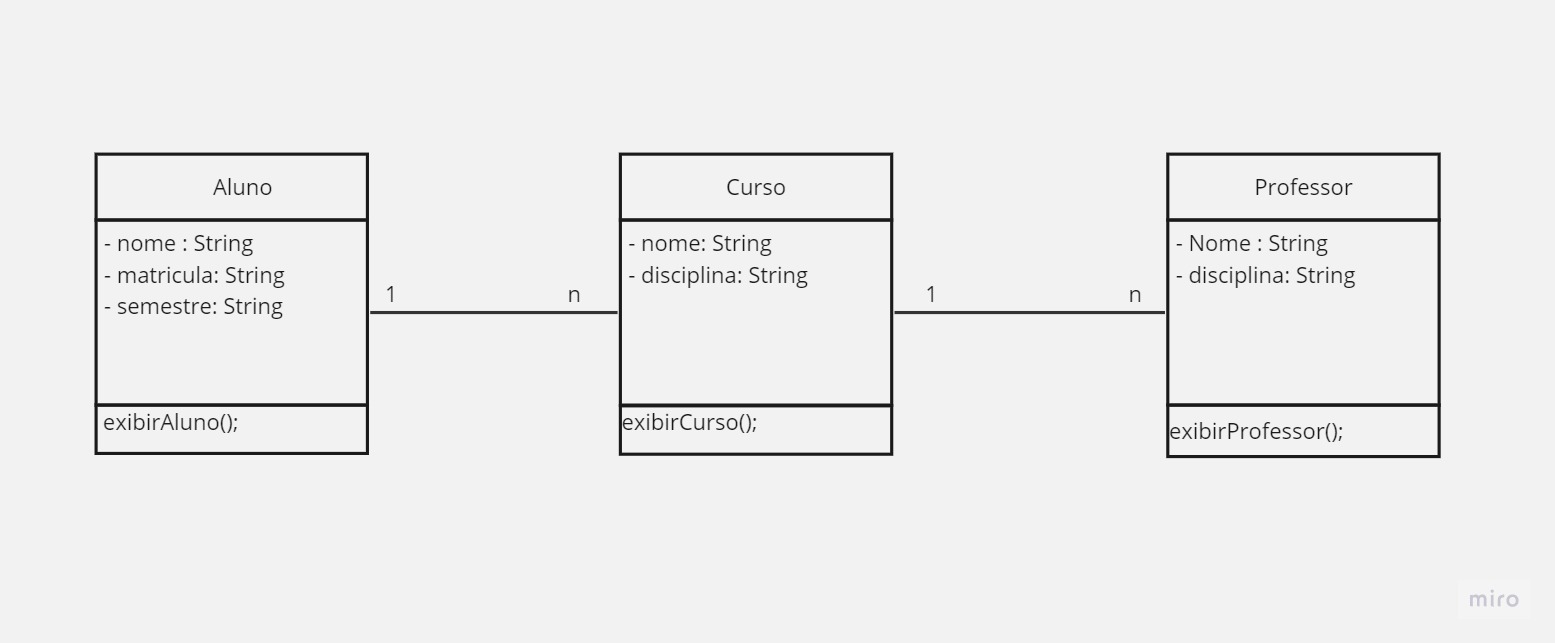 Aluno
- nome : String
- matricula: String
- semestre: String
exibirAluno();
1
n
Curso
- nome: String
- disciplina: String
exibirCurso();
1
n
Professor
- Nome : String
- disciplina: String
exibirProfessor();
miro